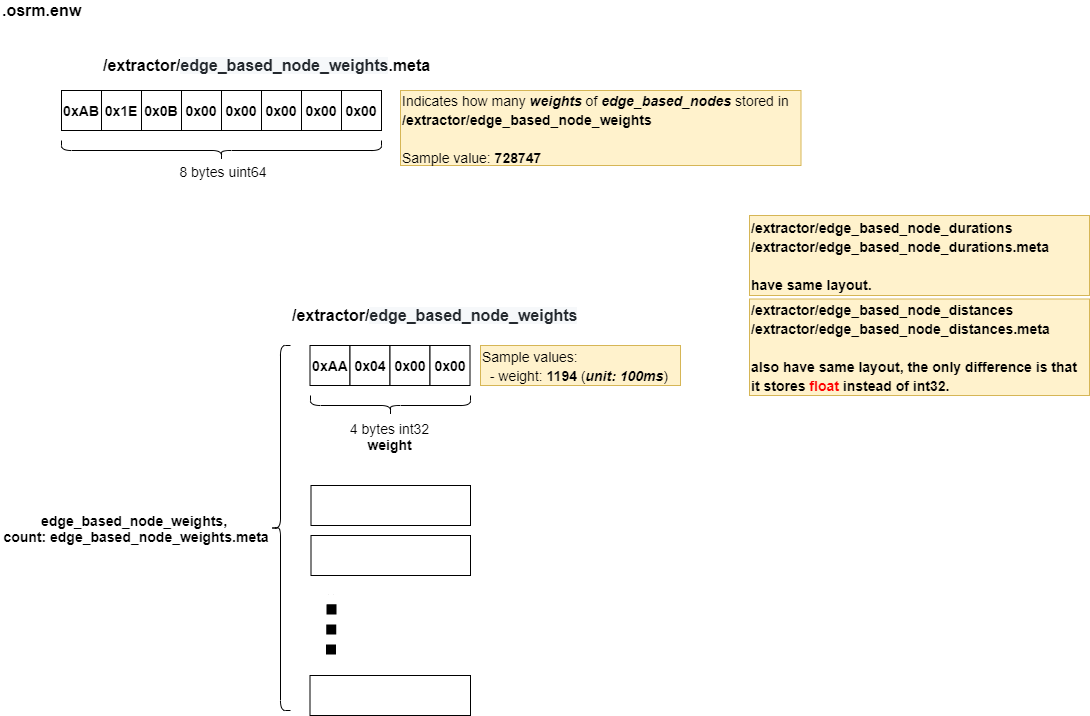 .osrm.enw
/extractor/edge_based_node_weights.meta
0xAB 0x1E 0x0B 0x00 0x00 0x00 0x00 0x00
8 bytes uint64
Indicates how many weights of edge_based_nodes stored in
/extractor/edge_based_node_weights
Sample value: 728747
/extractor/edge_based_node_durations
/extractor/edge_based_node_durations.meta
have same layout.
/extractor/edge_based_node_distances
/extractor/edge_based_node_distances.meta
also have same layout, the only difference is that
it stores float instead of int32.
/extractor/edge_based_node_weights
0xAA 0x04 0x00 0x00
Sample values:
- weight: 1194 (unit: 100ms)
4 bytes int32
weight
edge_based_node_weights,
count: edge_based_node_weights.meta